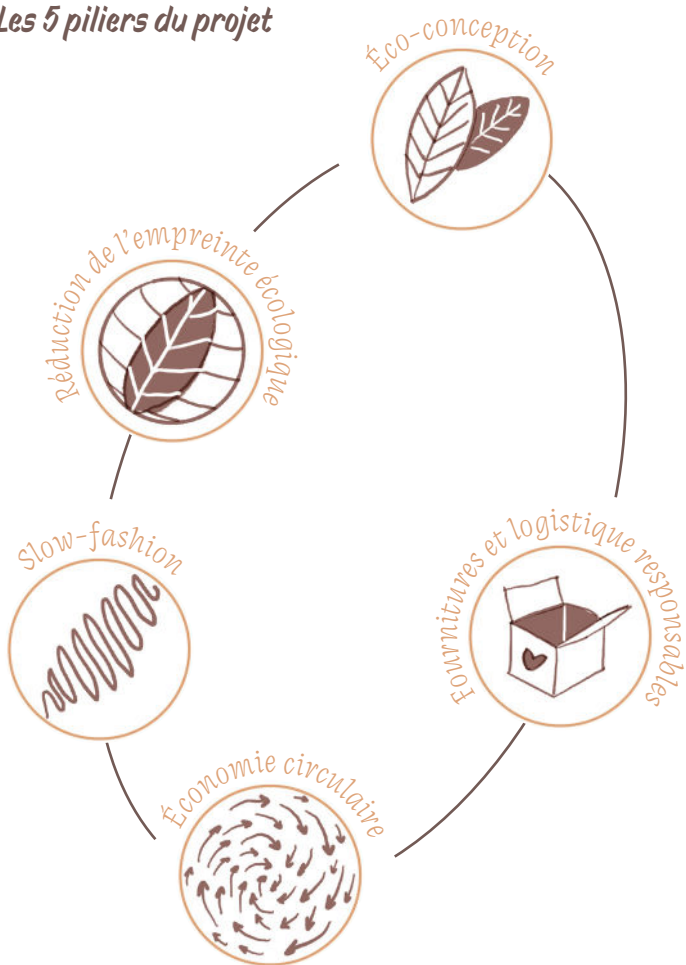 Les 5 piliers du projet
Éco-conception
Réduction de l'empreinte écologique
Slow-fashion
Fournitures et logistique responsables
Économie circulaire